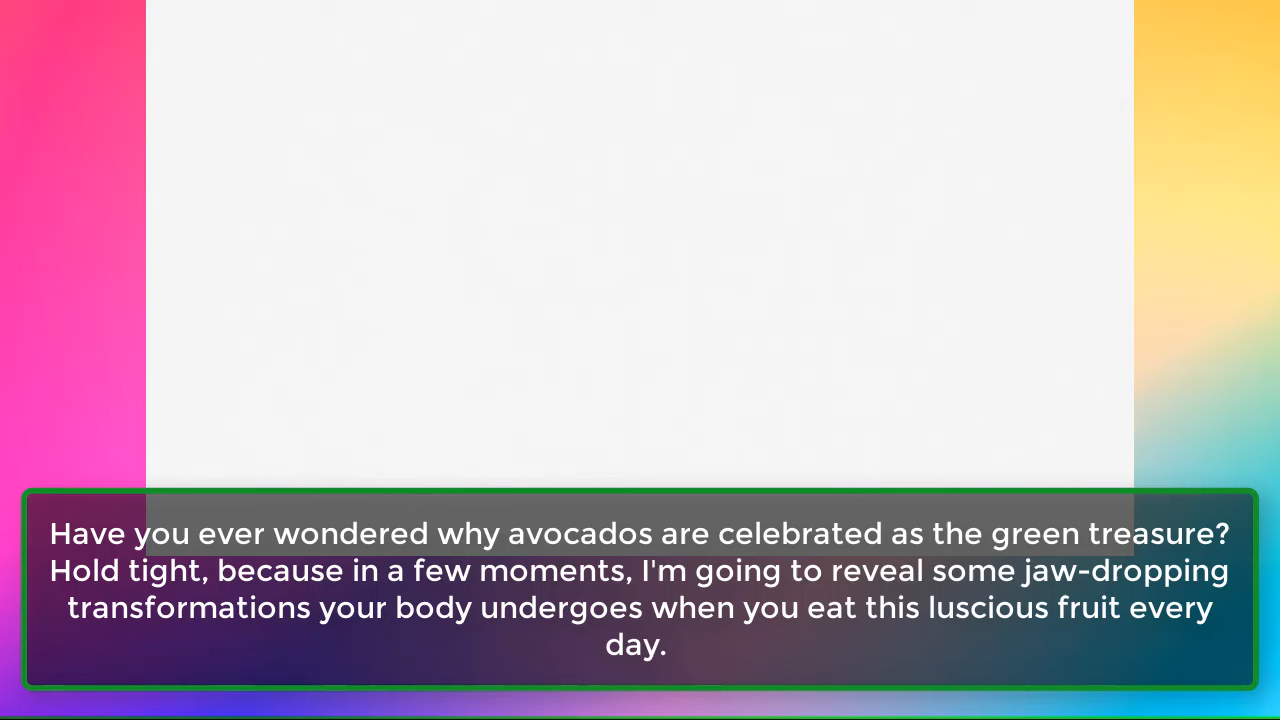 Have you ever wondered why avocados are celebrated as the green treasure?
Hold tight, because in a few moments, I'm going to reveal some jaw-dropping
transformations your body undergoes when you eat this luscious fruit every
day.